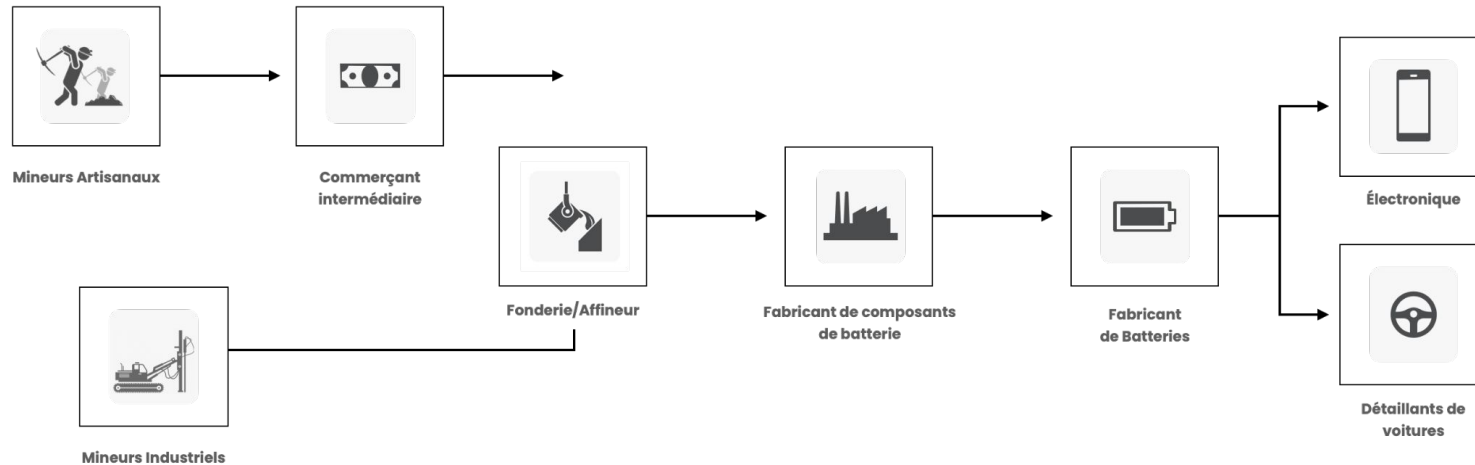 Mineurs Artisanaux
Commerçant
intermédiaire
Fonderie/Affineur
Fabricant de composants
de batterie
Fabricant
de Batteries
Électronique
Détaillants de
voitures
Mineurs Industriels